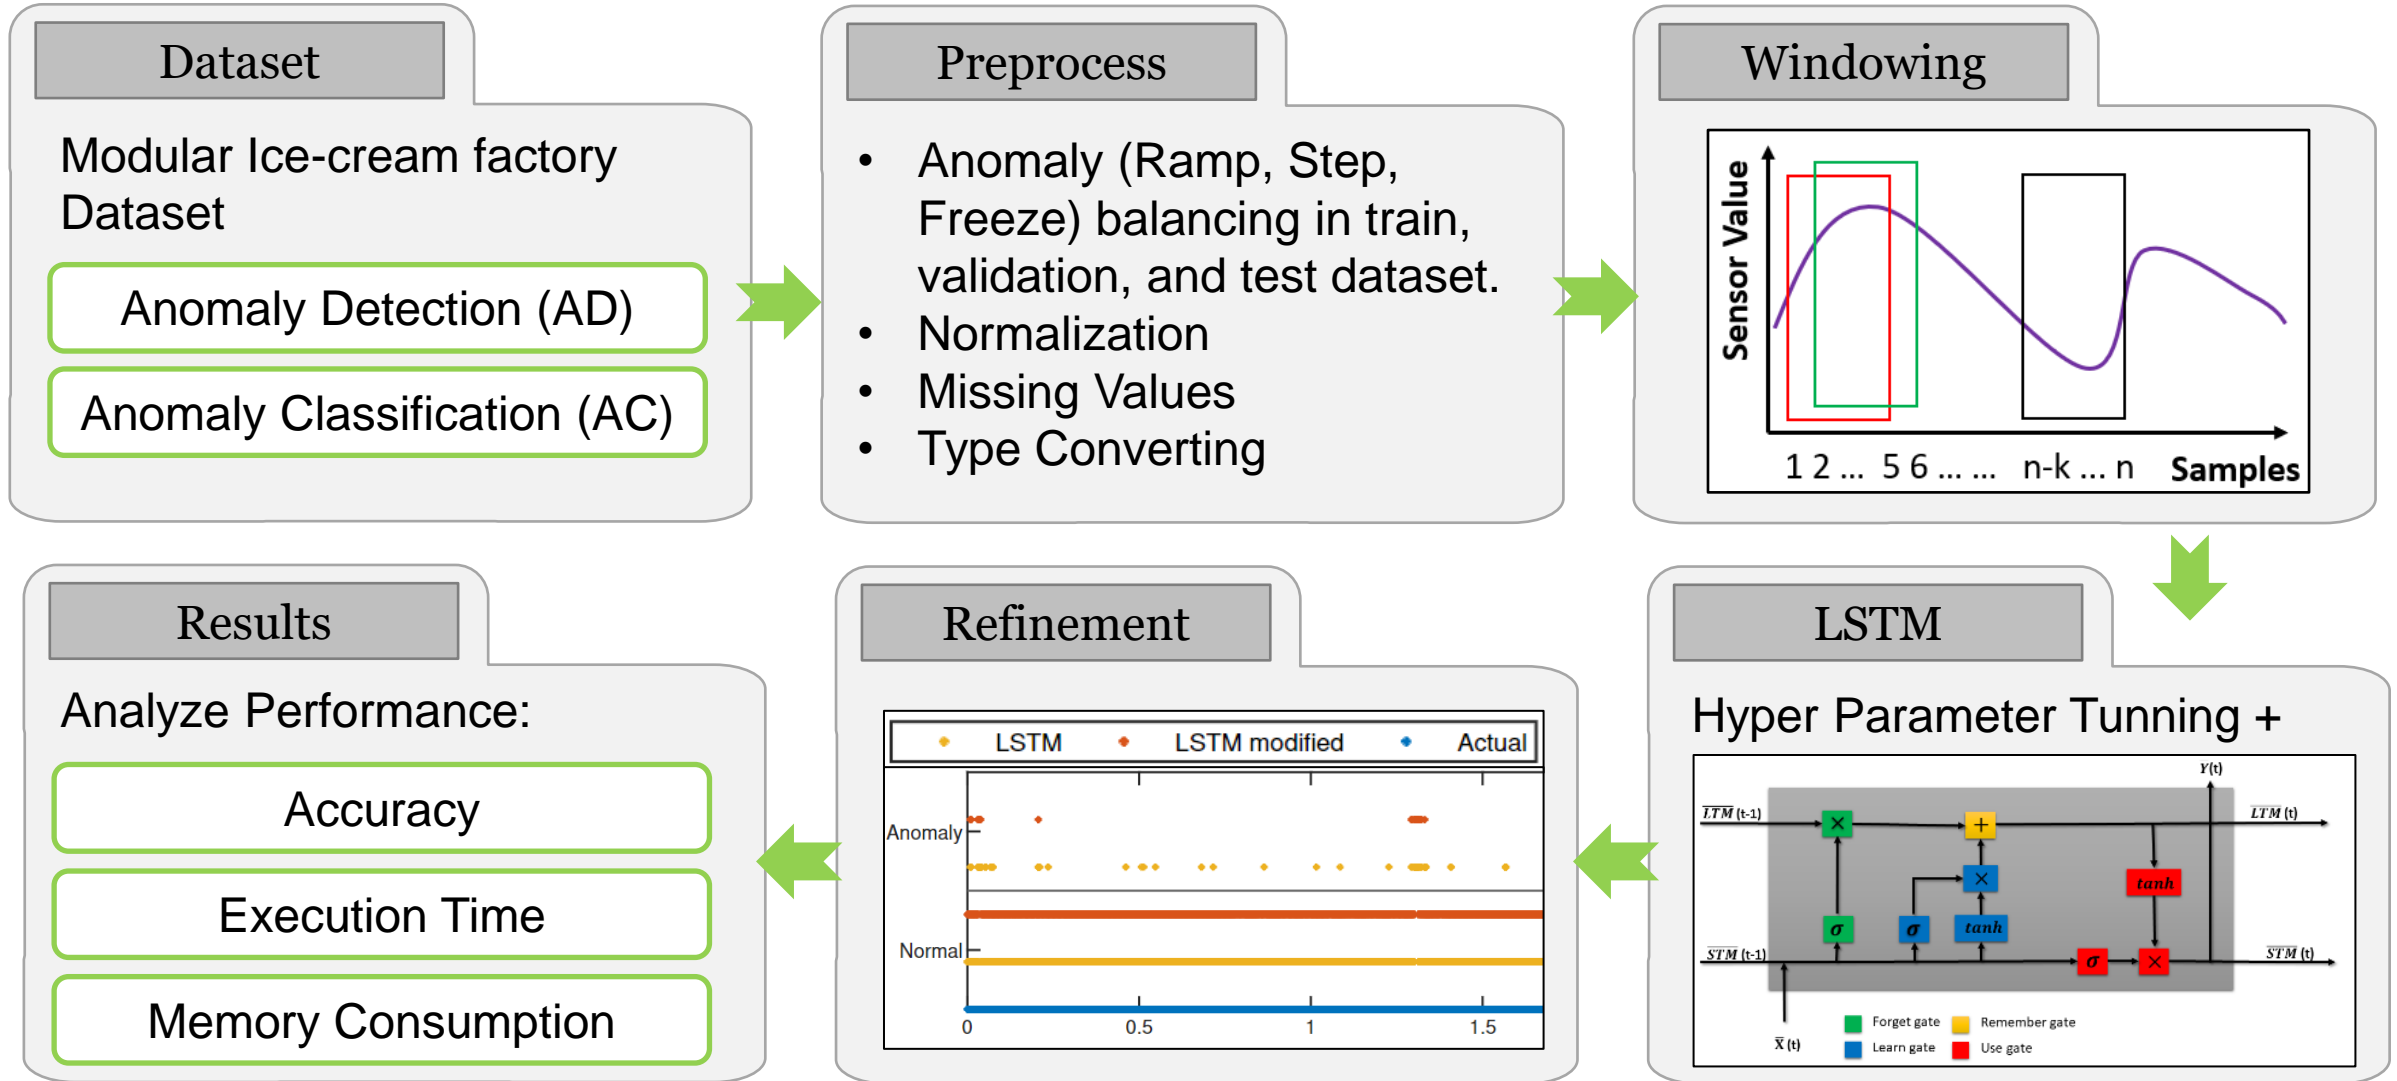 Dataset
Modular Ice-cream factory
Dataset
Anomaly Detection (AD)
Anomaly Classification (AC)
Preprocess
• Anomaly (Ramp, Step,
Freeze) balancing in train,
validation, and test dataset.
• Normalization
• Missing Values
• Type Converting
Windowing
Sensor Value
1 2 ... 5 6 ... ... n-k ... n Samples
LSTM
Hyper Parameter Tunning +
Y(t)
LTM (t-1)
× +
LTM (t)
×
tanh
σ σ tanh
STM (t-1)
σ ×
STM (t)
X (t)
Forget gate
Remember gate
Learn gate
Use gate
Refinement
LSTM LSTM modified Actual
Anomaly
Normal
0 0.5 1 1.5
Results
Analyze Performance:
Accuracy
Execution Time
Memory Consumption